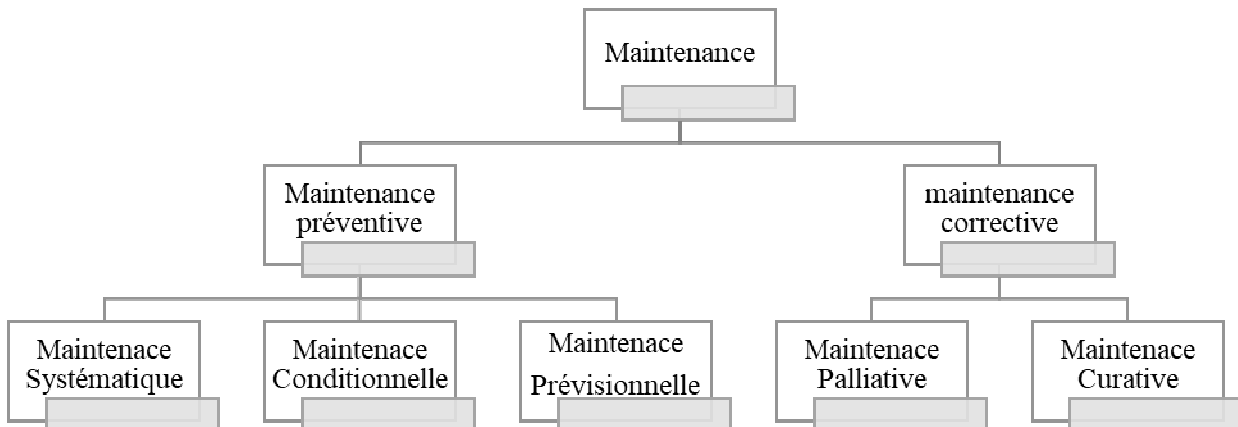 Maintenance
Maintenance
préventive
maintenance
corrective
Maintenace
Systématique
Maintenace
Conditionnelle
Maintenace
Prévisionnelle
Maintenace
Palliative
Maintenace
Curative